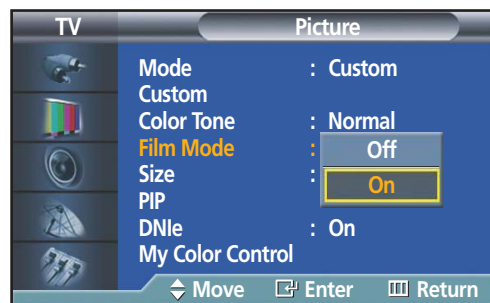 TV Picture
Mode : Custom
Custom
Color Tone : Normal
Film Mode : Off
Size : On
PIP
DNIe : On
My Color Control
Move Enter Return